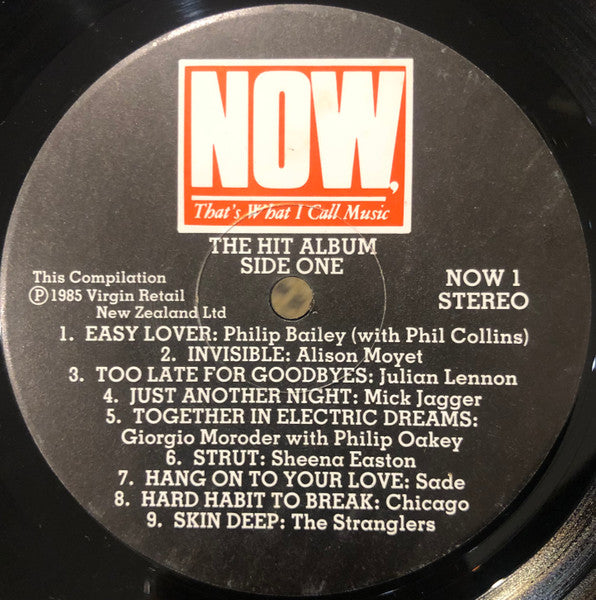 NOW,
That's What I Call Music
THE HIT ALBUM
SIDE ONE
This Compilation
Ⓟ 1985 Virgin Retail
New Zealand Ltd
NOW 1
STEREO
1. EASY LOVER: Philip Bailey (with Phil Collins)
2. INVISIBLE: Alison Moyet
3. TOO LATE FOR GOODBYES: Julian Lennon
4. JUST ANOTHER NIGHT: Mick Jagger
5. TOGETHER IN ELECTRIC DREAMS:
Giorgio Moroder with Philip Oakey
6. STRUT: Sheena Easton
7. HANG ON TO YOUR LOVE: Sade
8. HARD HABIT TO BREAK: Chicago
9. SKIN DEEP: The Stranglers